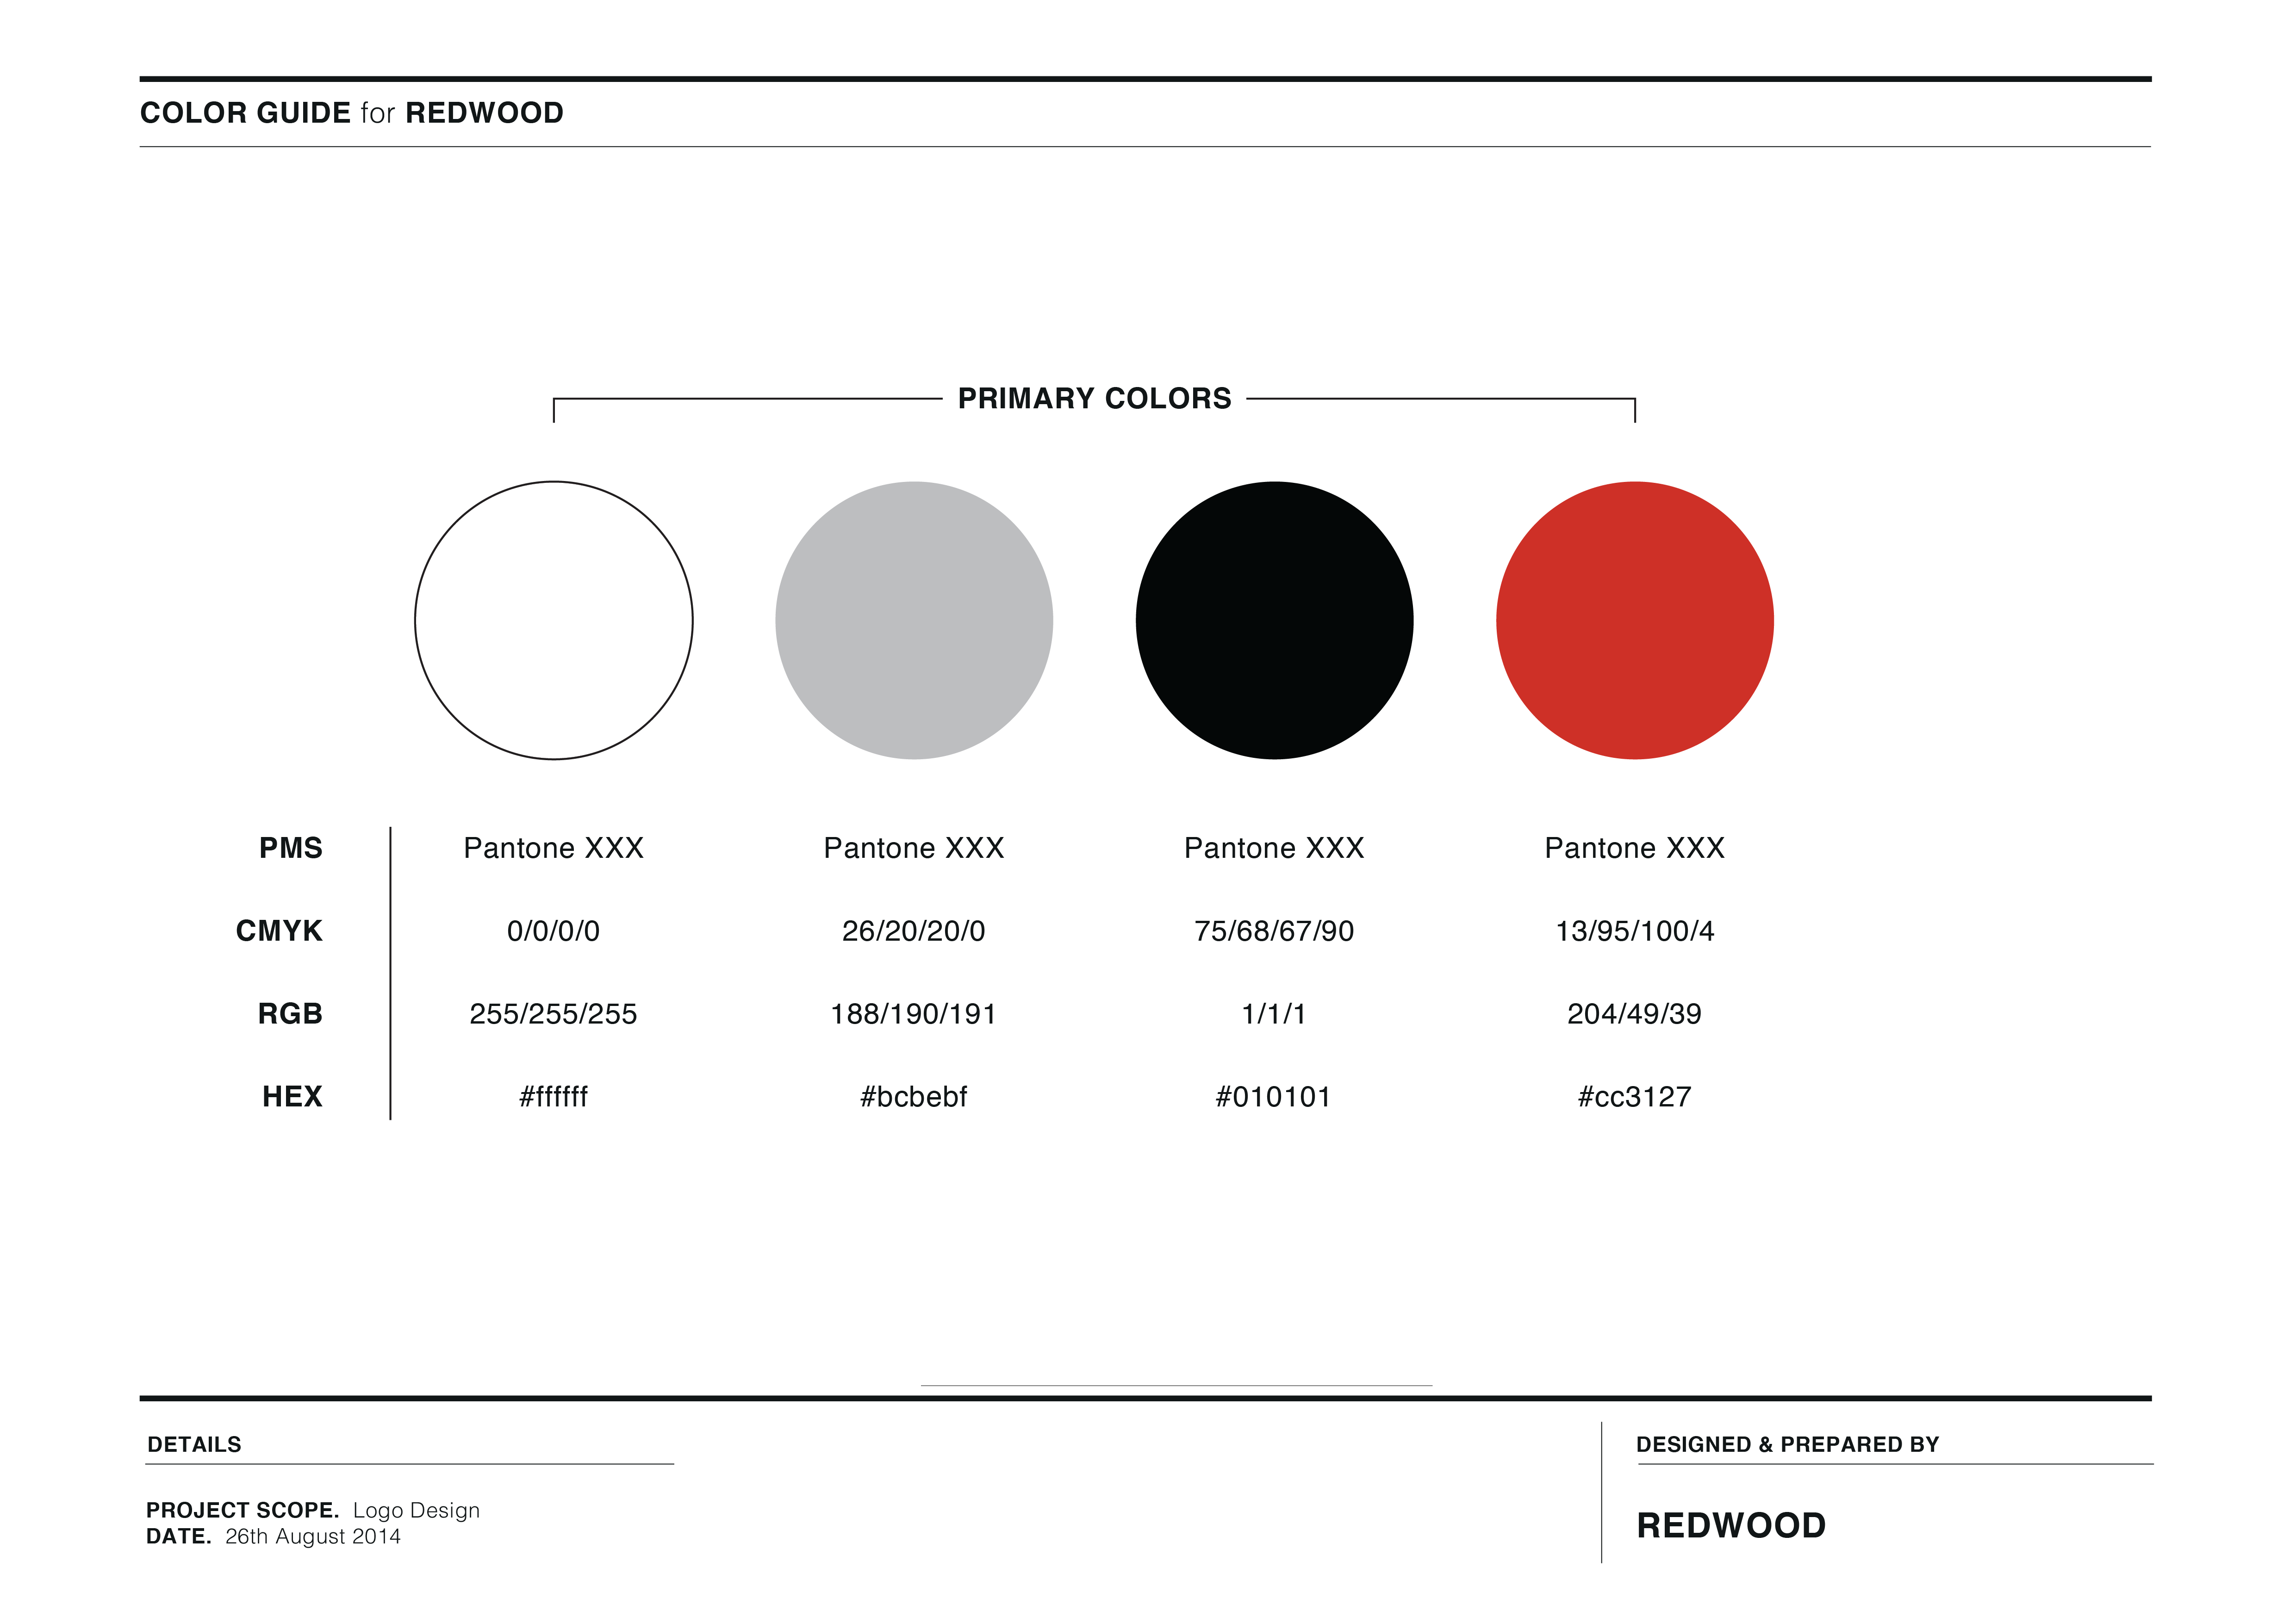 COLOR GUIDE for REDWOOD
PRIMARY COLORS
PMS Pantone XXX Pantone XXX Pantone XXX Pantone XXX
CMYK 0/0/0/0 26/20/20/0 75/68/67/90 13/95/100/4
RGB 255/255/255 188/190/191 1/1/1 204/49/39
HEX #ffffff #bcbebf #010101 #cc3127
DETAILS
PROJECT SCOPE. Logo Design
DATE. 26th August 2014
DESIGNED & PREPARED BY
REDWOOD